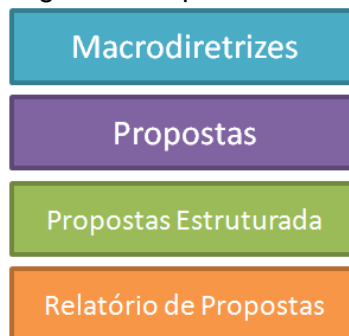 Macrodiretrizes
Propostas
Propostas Estruturada
Relatório de Propostas